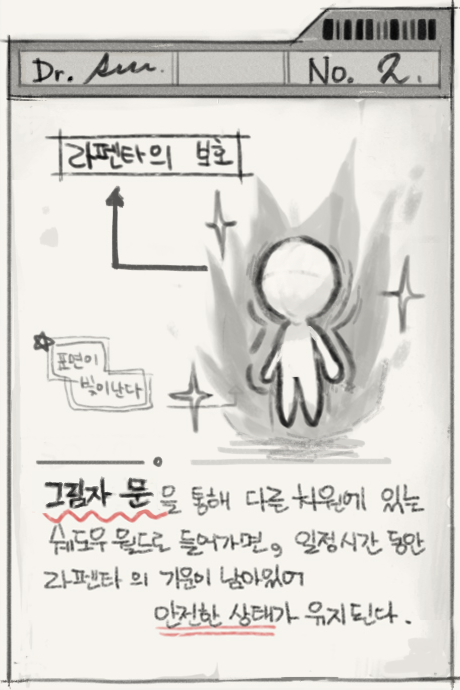 Dr.
No. 2.
라펜타의 보호
표면이
빛이난다
그림자 문을 통해 다른 차원에 있는
쉐도우 월드로 들어가면, 일정시간 동안
라펜타의 기운이 남아있어
안전한 상태가 유지된다.